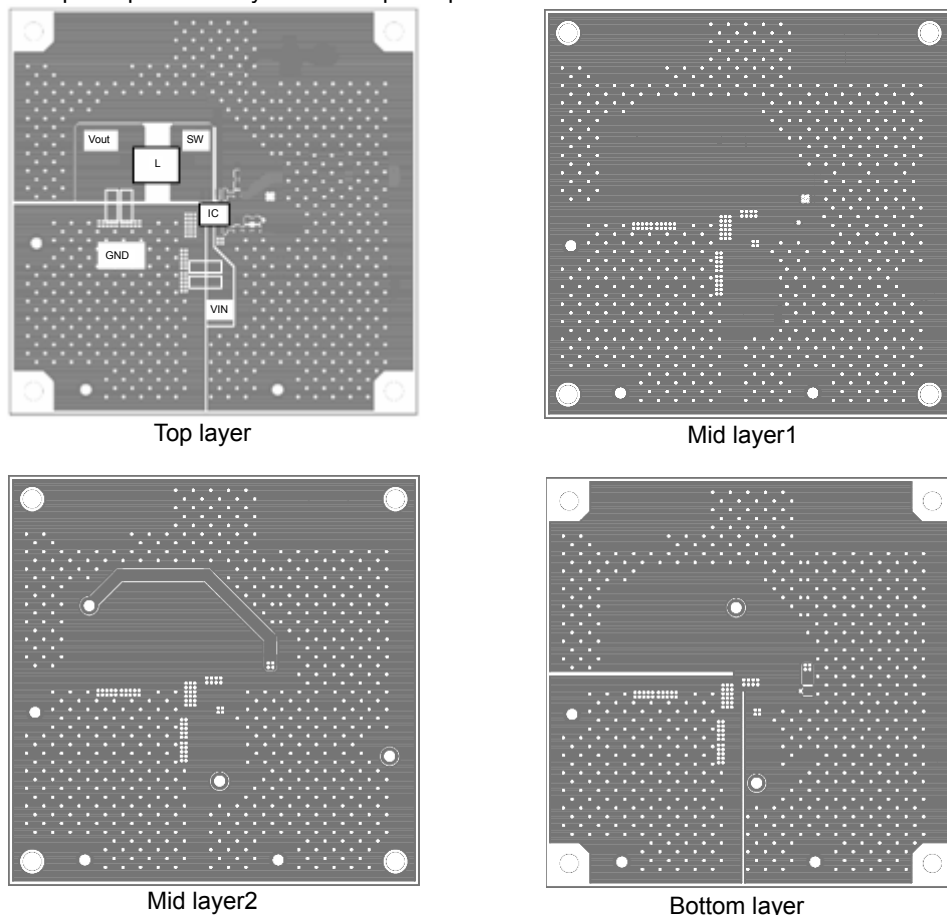 Vout
SW
L
IC
GND
VIN
Top layer
Mid layer1
Mid layer2
Bottom layer